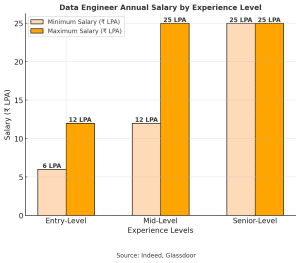 Data Engineer Annual Salary by Experience Level
Minimum Salary (₹ LPA)
Maximum Salary (₹ LPA)
25 LPA
25 LPA
25 LPA
12 LPA
12 LPA
6 LPA
25
20
15
10
5
0
Salary (₹ LPA)
Entry-Level
Mid-Level
Senior-Level
Experience Levels
Source: Indeed, Glassdoor